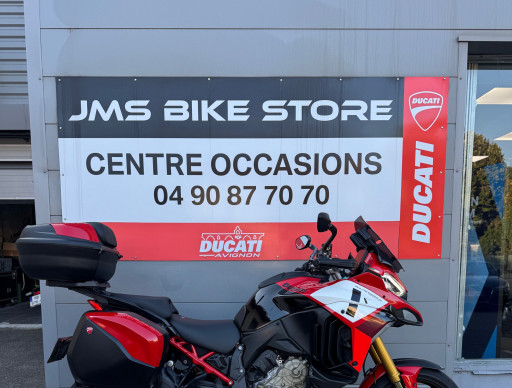 JMS BIKE STORE
CENTRE OCCASIONS
04 90 87 70 70
DUCATI
AVIGNON
DUCATI
DUCATI